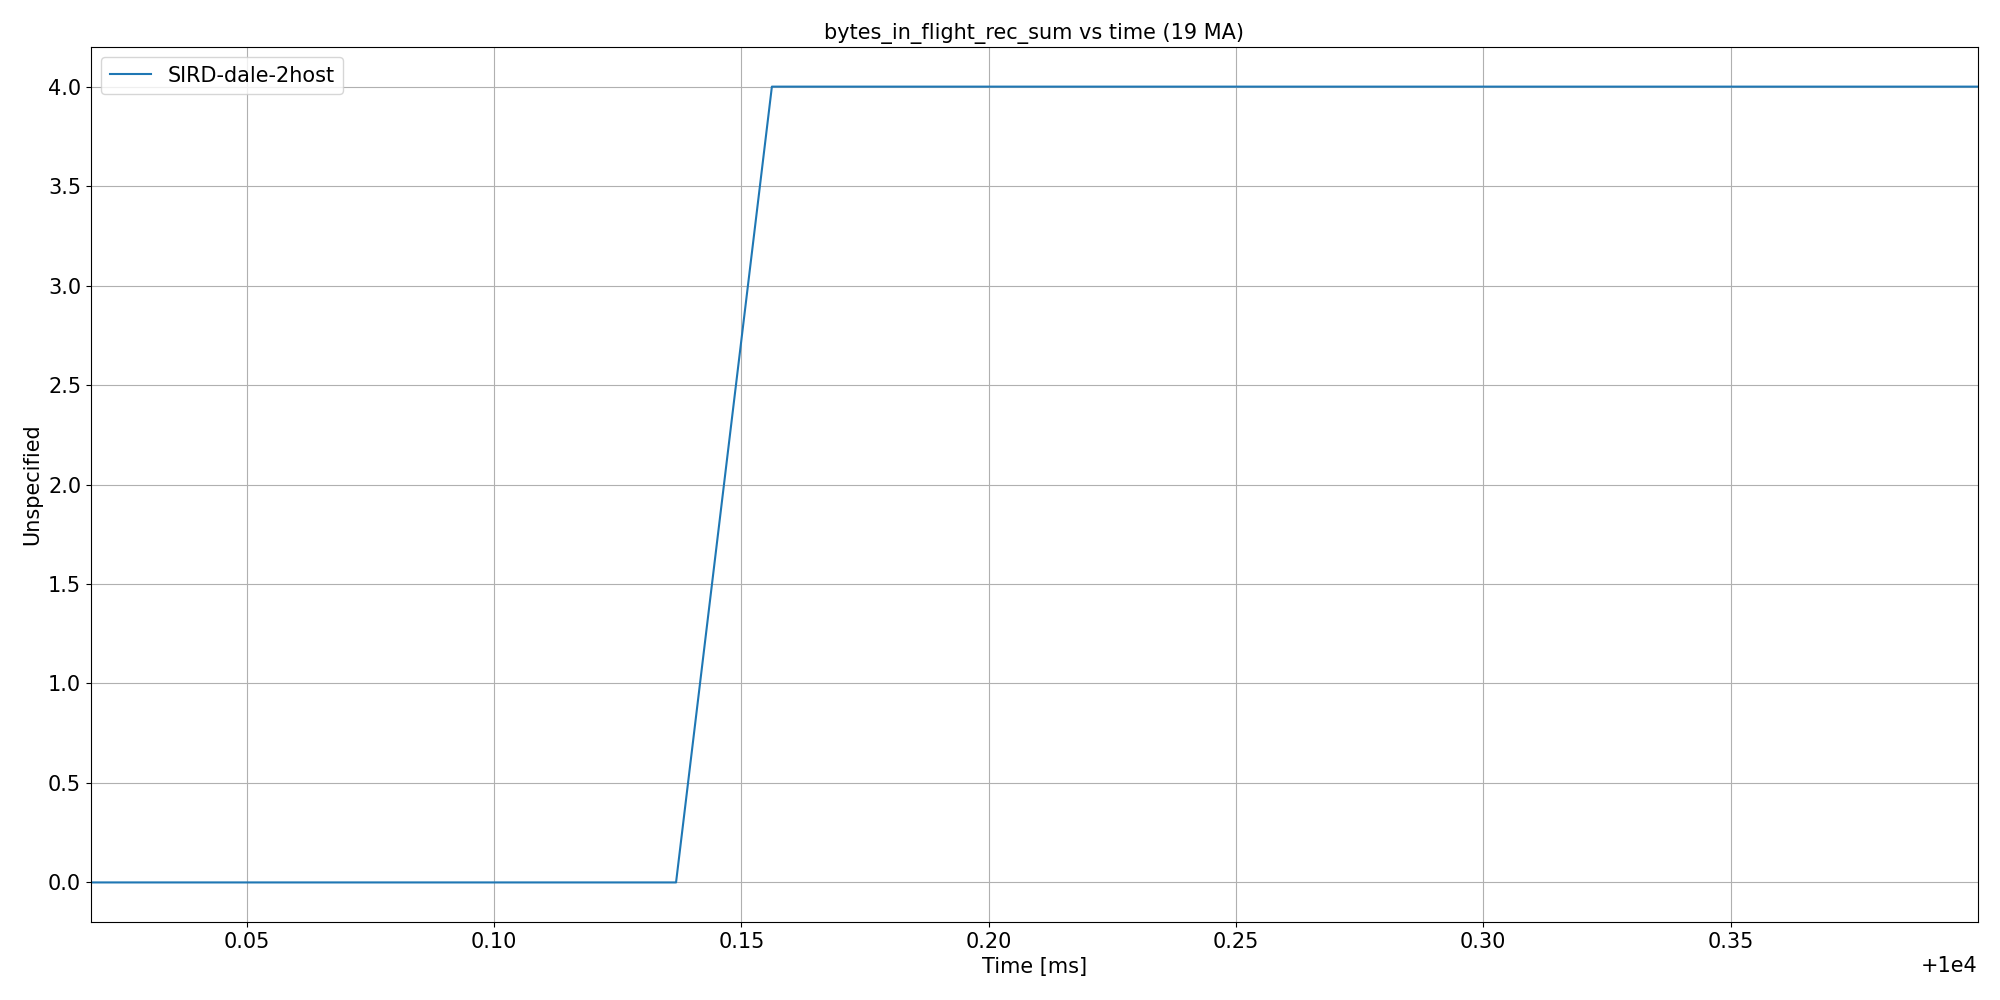 bytes_in_flight_rec_sum vs time (19 MA)
SIRD-dale-2host
4.0
3.5
3.0
2.5
2.0
1.5
1.0
0.5
0.0
Unspecified
0.05 0.10 0.15 0.20 0.25 0.30 0.35
Time [ms]
+1e4